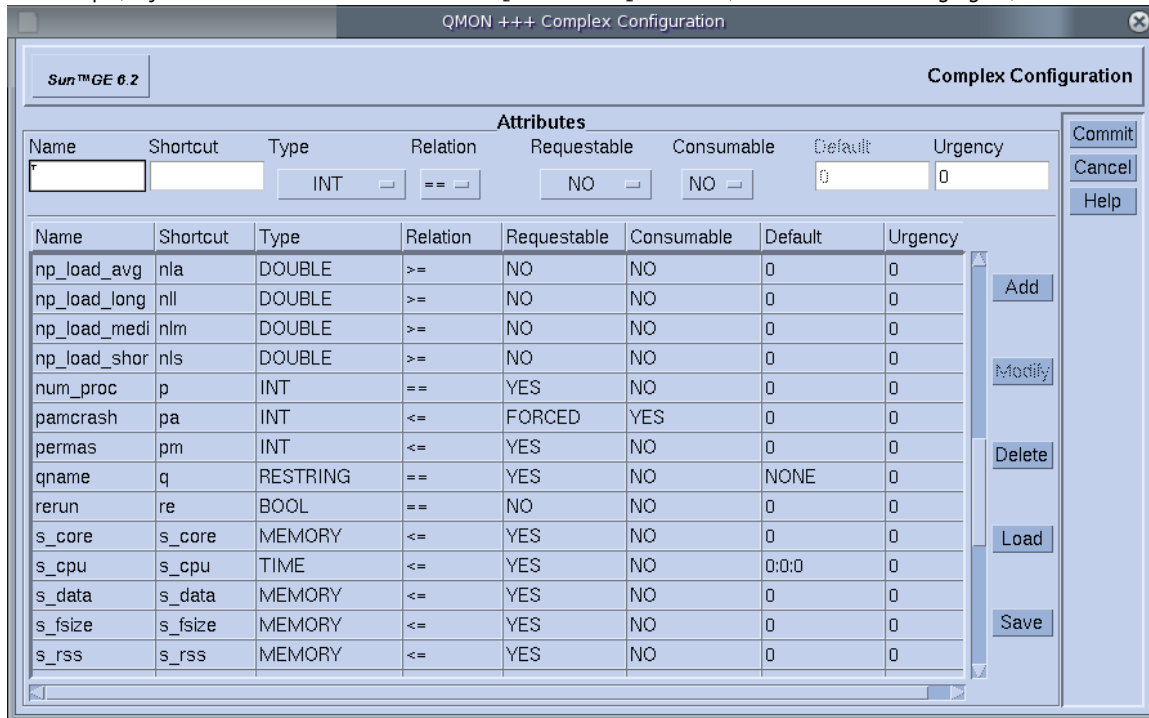 QMON +++ Complex Configuration
Sun™GE 6.2
Complex Configuration
Attributes
Name Shortcut Type Relation Requestable Consumable Default Urgency
INT == NO NO 0 0
Commit
Cancel
Help
Name Shortcut Type Relation Requestable Consumable Default Urgency
np_load_avg nla DOUBLE >= NO NO 0 0
np_load_long nll DOUBLE >= NO NO 0 0
np_load_medi nlm DOUBLE >= NO NO 0 0
np_load_shor nls DOUBLE >= NO NO 0 0
num_proc p INT == YES NO 0 0
pamcrash pa INT <= FORCED YES 0 0
permas pm INT <= YES NO 0 0
qname q RESTRING == YES NO NONE 0
rerun re BOOL == NO NO 0 0
s_core s_core MEMORY <= YES NO 0 0
s_cpu s_cpu TIME <= YES NO 0:0:0 0
s_data s_data MEMORY <= YES NO 0 0
s_fsize s_fsize MEMORY <= YES NO 0 0
s_rss s_rss MEMORY <= YES NO 0 0
Add
Modify
Delete
Load
Save